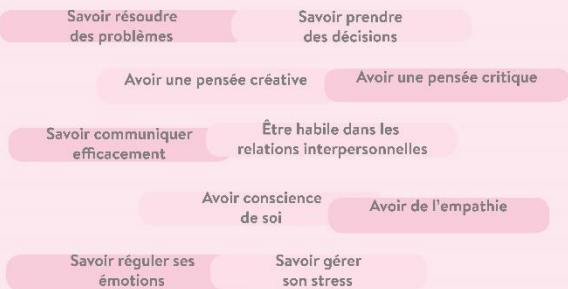 Savoir résoudre
des problèmes
Savoir prendre
des décisions
Avoir une pensée créative
Avoir une pensée critique
Savoir communiquer
efficacement
Être habile dans les
relations interpersonnelles
Avoir conscience
de soi
Avoir de l’empathie
Savoir réguler ses
émotions
Savoir gérer
son stress